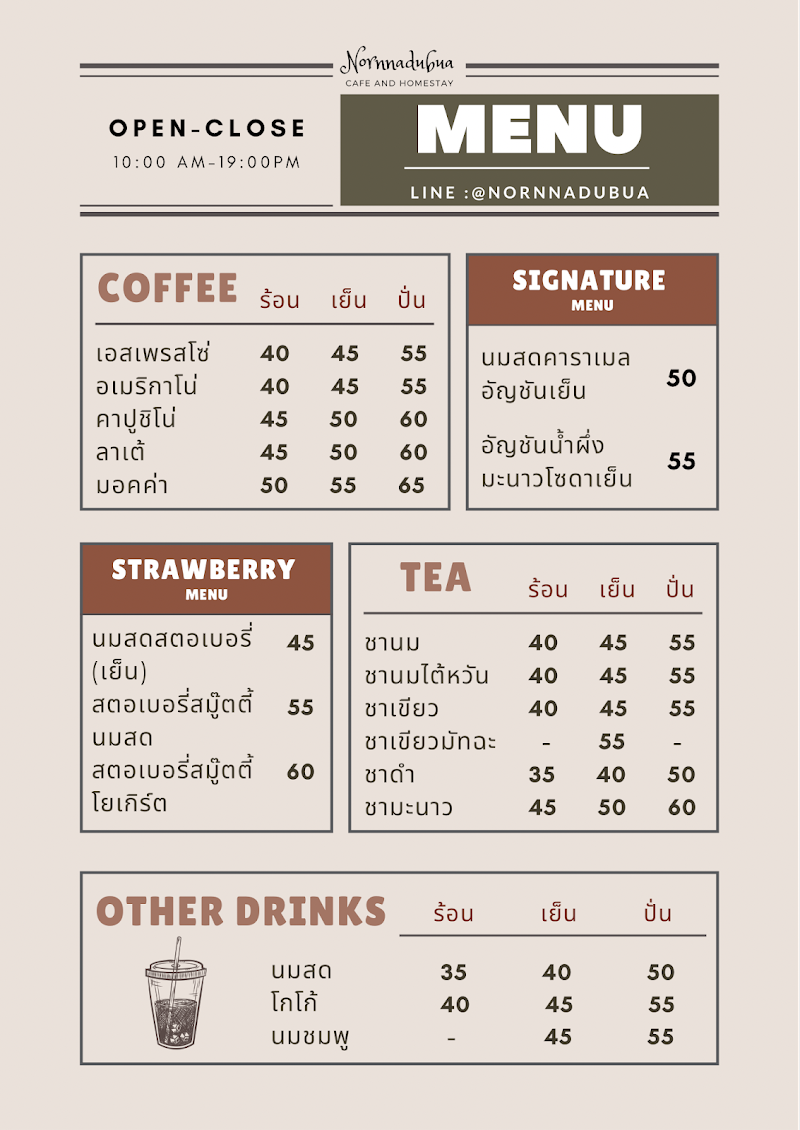 Nornnadubua
CAFE AND HOMESTAY
OPEN-CLOSE
10:00 AM-19:00PM
MENU
LINE :@NORNNADUBUA
COFFEE ร้อน เย็น ปั่น
เอสเพรสโซ่ 40 45 55
อเมริกาโน่ 40 45 55
คาปูชิโน่ 45 50 60
ลาเต้ 45 50 60
มอคค่า 50 55 65
SIGNATURE
MENU
นมสดคาราเมล
อัญชันเย็น 50
อัญชันน้ำผึ้ง
มะนาวโซดาเย็น 55
STRAWBERRY
MENU
นมสดสตอเบอรี่ 45
(เย็น)
สตอเบอรี่สมู๊ตตี้ 55
นมสด
สตอเบอรี่สมู๊ตตี้ 60
โยเกิร์ต
TEA ร้อน เย็น ปั่น
ชานม 40 45 55
ชานมไต้หวัน 40 45 55
ชาเขียว 40 45 55
ชาเขียวมัทฉะ - 55 -
ชาดำ 35 40 50
ชามะนาว 45 50 60
OTHER DRINKS ร้อน เย็น ปั่น
นมสด 35 40 50
โกโก้ 40 45 55
นมชมพู - 45 55